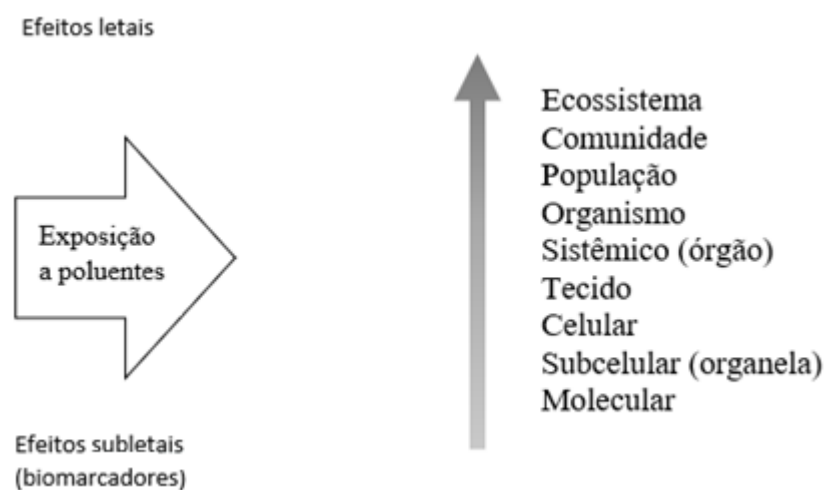 Efeitos letais
Exposição
a poluentes
Efeitos subletais
(biomarcadores)
Ecossistema
Comunidade
População
Organismo
Sistêmico (órgão)
Tecido
Celular
Subcelular (organela)
Molecular